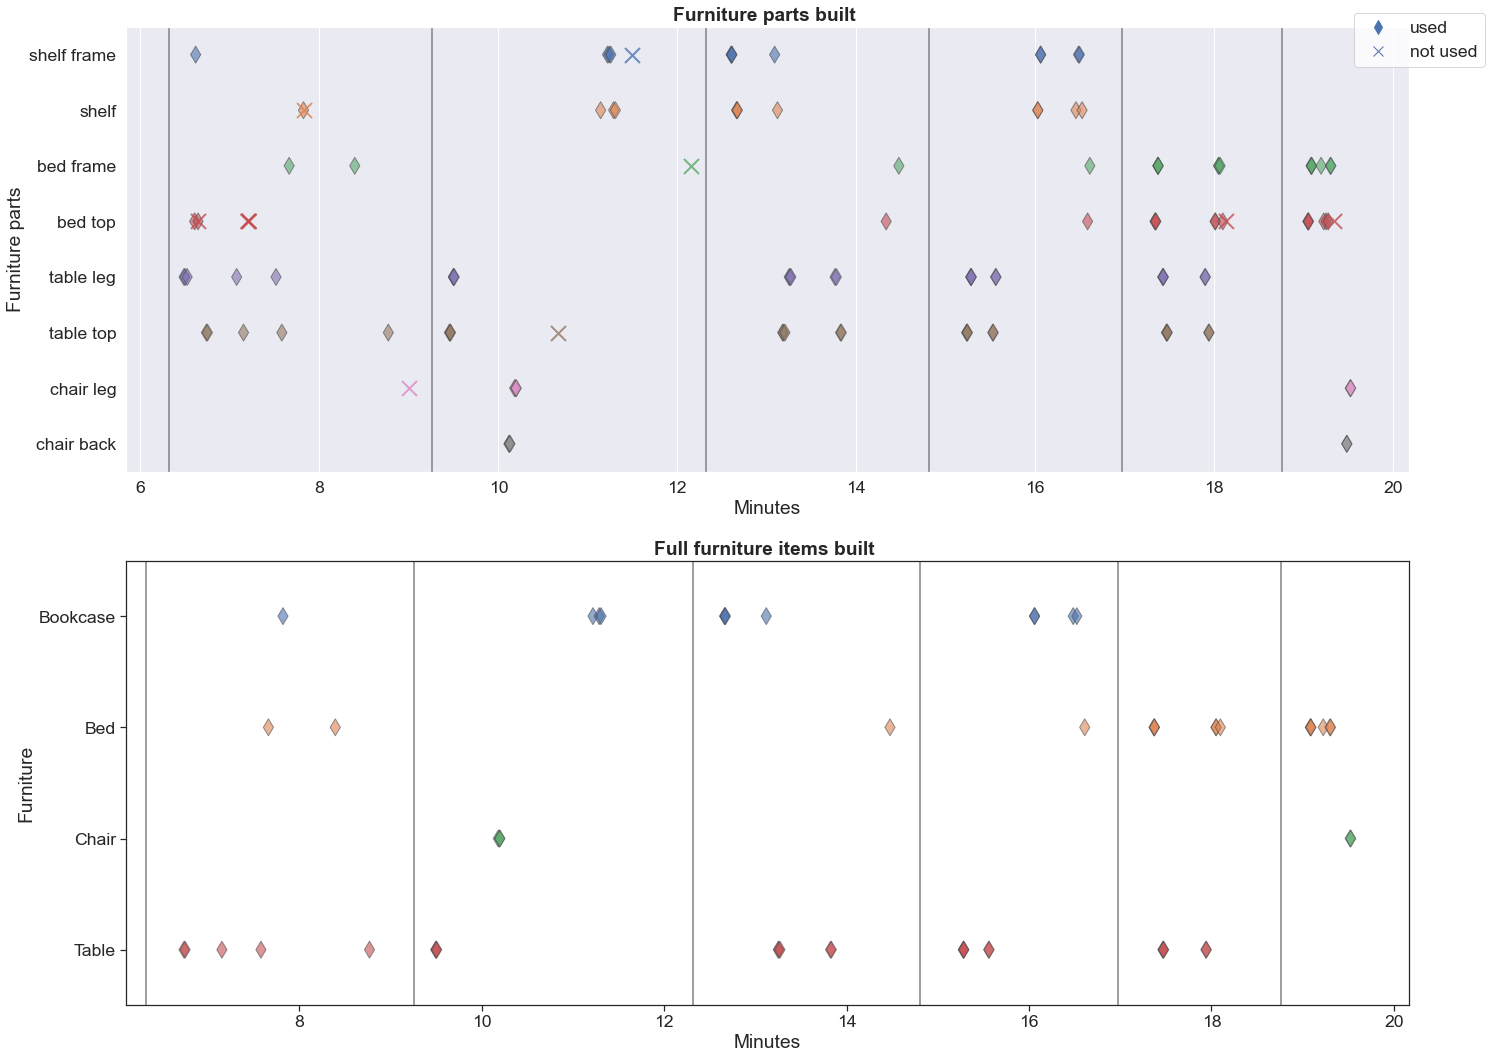 Furniture parts built
used
not used
shelf frame
shelf
bed frame
bed top
table leg
table top
chair leg
chair back
Furniture parts
6 8 10 12 14 16 18 20
Minutes
Full furniture items built
Bookcase
Bed
Chair
Table
Furniture
8 10 12 14 16 18 20
Minutes